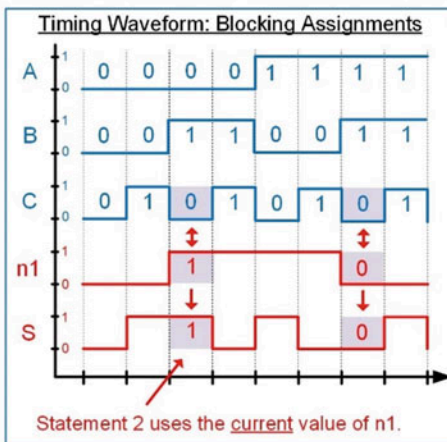 Timing Waveform: Blocking Assignments
A 1 0 0 0 0 0 1 1 1 1
B 1 0 0 0 1 1 0 0 1 1
C 1 0 0 1 0 1 0 1 0 1
n1 1 0 1 0
S 1 0 1 0
Statement 2 uses the current value of n1.